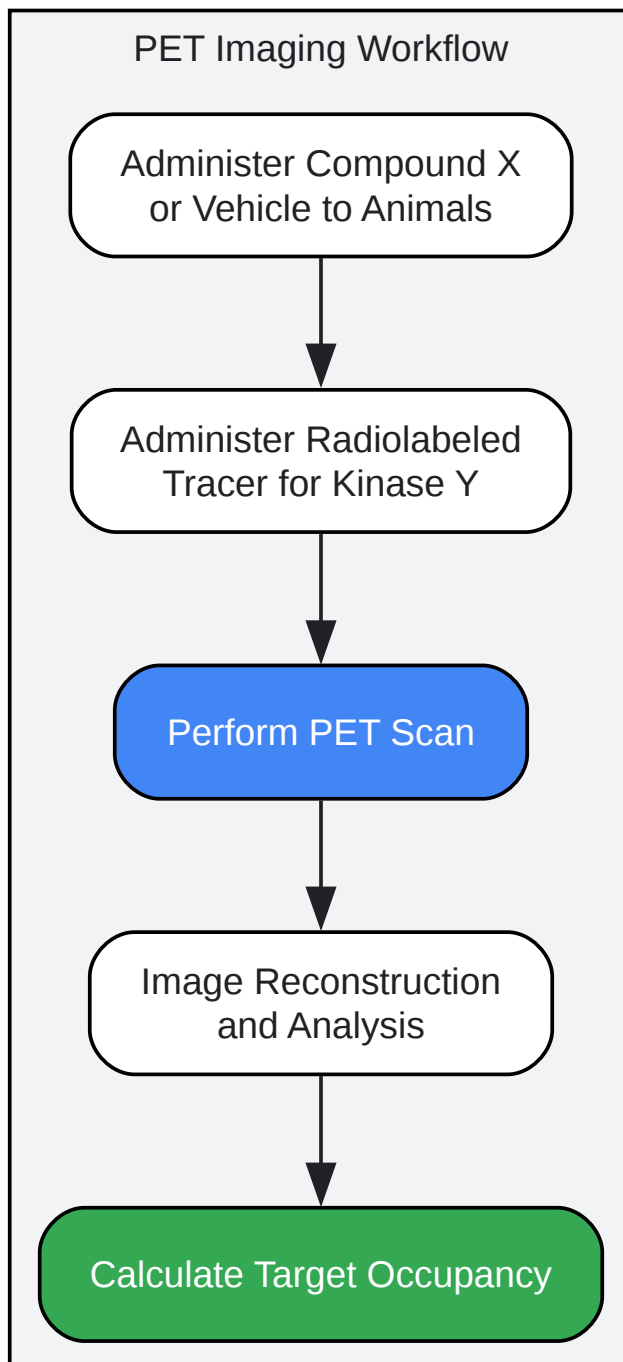 PET Imaging Workflow
Administer Compound X
or Vehicle to Animals
Administer Radiolabeled
Tracer for Kinase Y
Perform PET Scan
Image Reconstruction
and Analysis
Calculate Target Occupancy